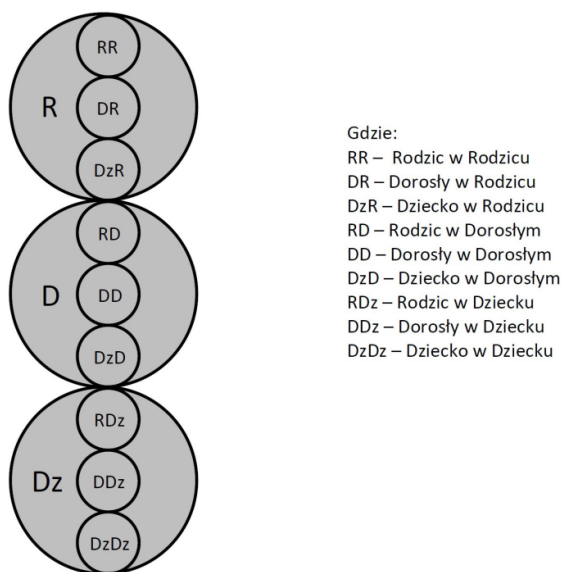 RR
R
DR
DzR
RD
D
DD
DzD
RDz
Dz
DDz
DzDz
Gdzie:
RR – Rodzic w Rodzicu
DR – Dorosły w Rodzicu
DzR – Dziecko w Rodzicu
RD – Rodzic w Dorosłym
DD – Dorosły w Dorosłym
DzD – Dziecko w Dorosłym
RDz – Rodzic w Dziecku
DDz – Dorosły w Dziecku
DzDz – Dziecko w Dziecku